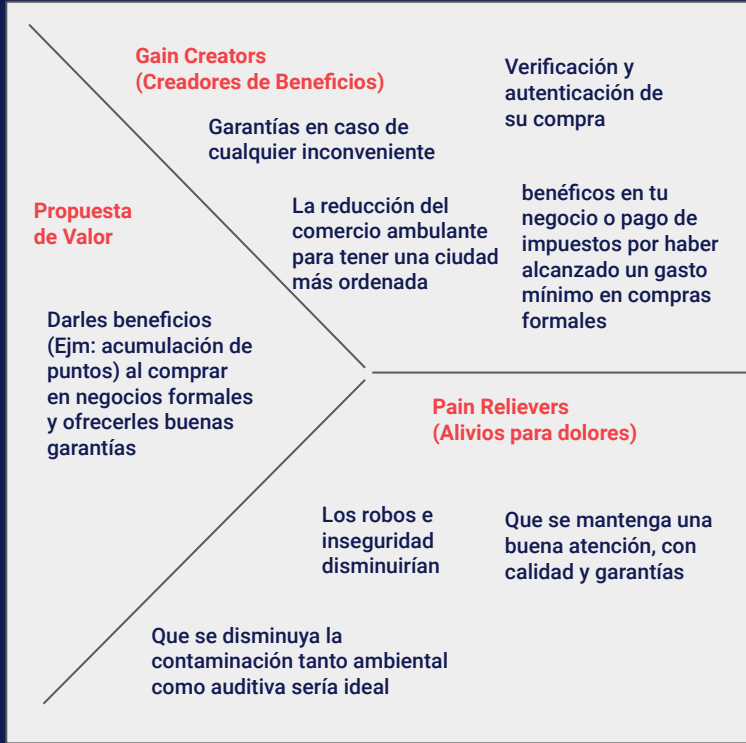 Gain Creators
(Creadores de Beneficios)
Verificación y
autenticación de
su compra
Garantías en caso de
cualquier inconveniente
La reducción del
comercio ambulante
para tener una ciudad
más ordenada
benéficos en tu
negocio o pago de
impuestos por haber
alcanzado un gasto
mínimo en compras
formales
Propuesta
de Valor
Darles beneficios
(Ejm: acumulación de
puntos) al comprar
en negocios formales
y ofrecerles buenas
garantías
Pain Relievers
(Alivios para dolores)
Los robos e
inseguridad
disminuirían
Que se mantenga una
buena atención, con
calidad y garantías
Que se disminuya la
contaminación tanto ambiental
como auditiva sería ideal